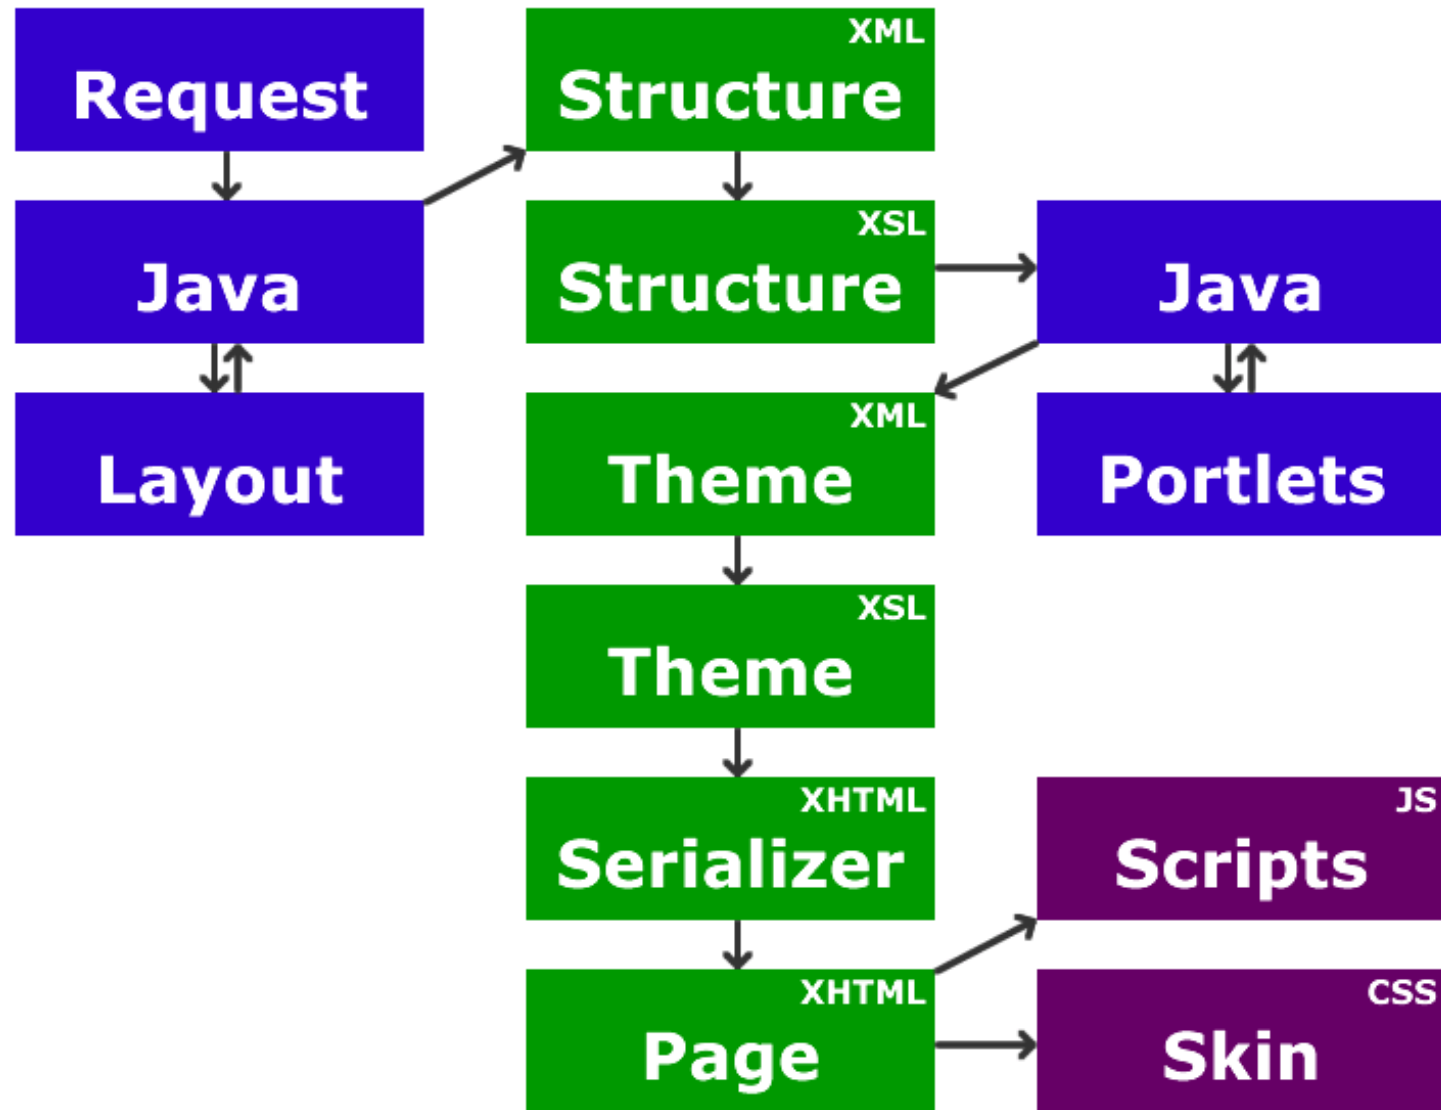 Request
XML
Structure
Java
XSL
Structure
Java
Layout
XML
Theme
Portlets
XSL
Theme
XHTML
Serializer
JS
Scripts
XHTML
Page
CSS
Skin